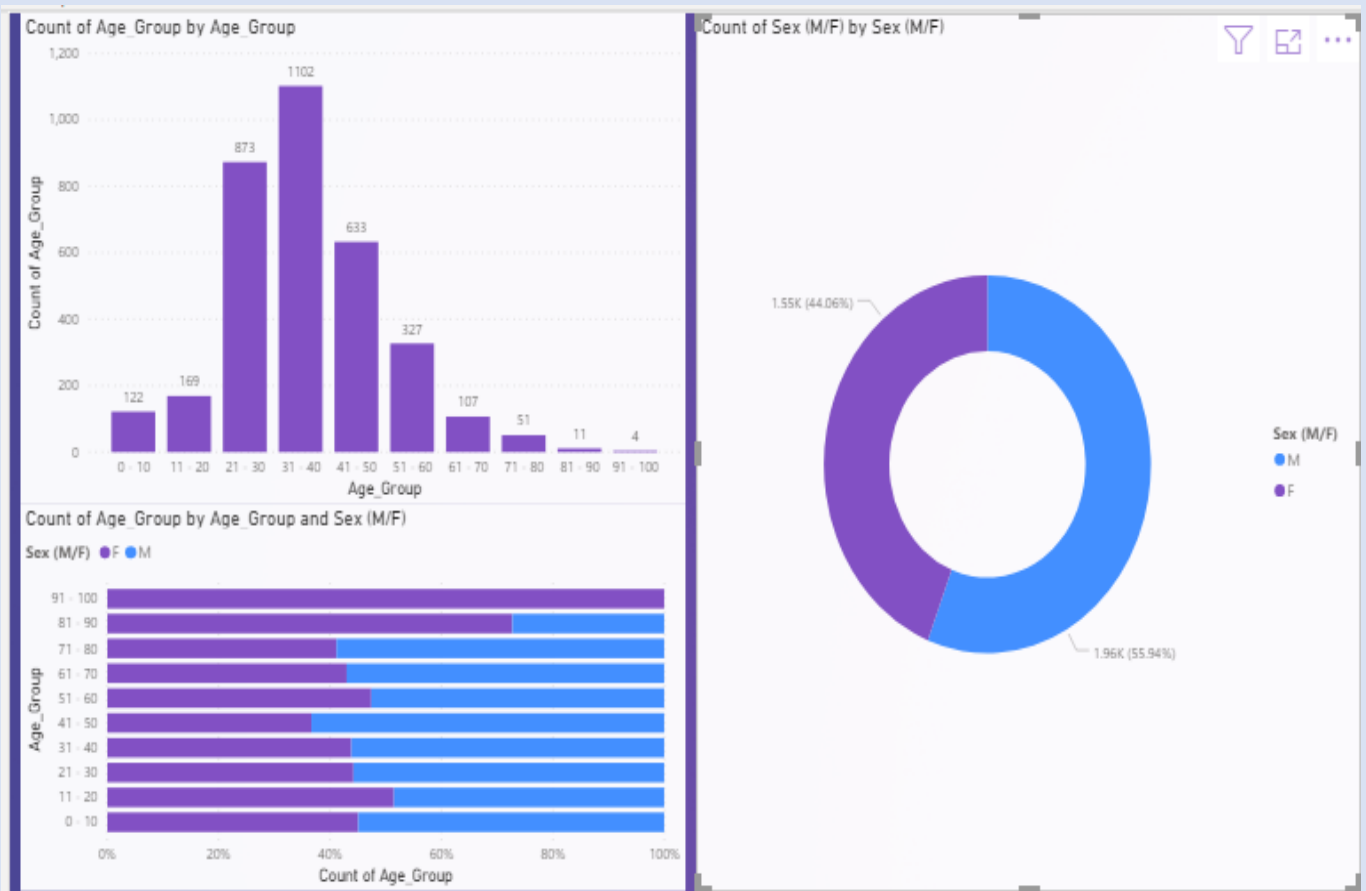 Count of Age_Group by Age_Group
1,200
1,000
800
600
400
200
0
Count of Age_Group
1102
873
633
327
169
122
107
51
11
4
0 - 10 11 - 20 21 - 30 31 - 40 41 - 50 51 - 60 61 - 70 71 - 80 81 - 90 91 - 100
Age_Group
Count of Age_Group by Age_Group and Sex (M/F)
Sex (M/F) F M
Age_Group
91 - 100
81 - 90
71 - 80
61 - 70
51 - 60
41 - 50
31 - 40
21 - 30
11 - 20
0 - 10
0% 20% 40% 60% 80% 100%
Count of Age_Group
Count of Sex (M/F) by Sex (M/F)
1.55K (44.06%)
1.96K (55.94%)
Sex (M/F)
M
F